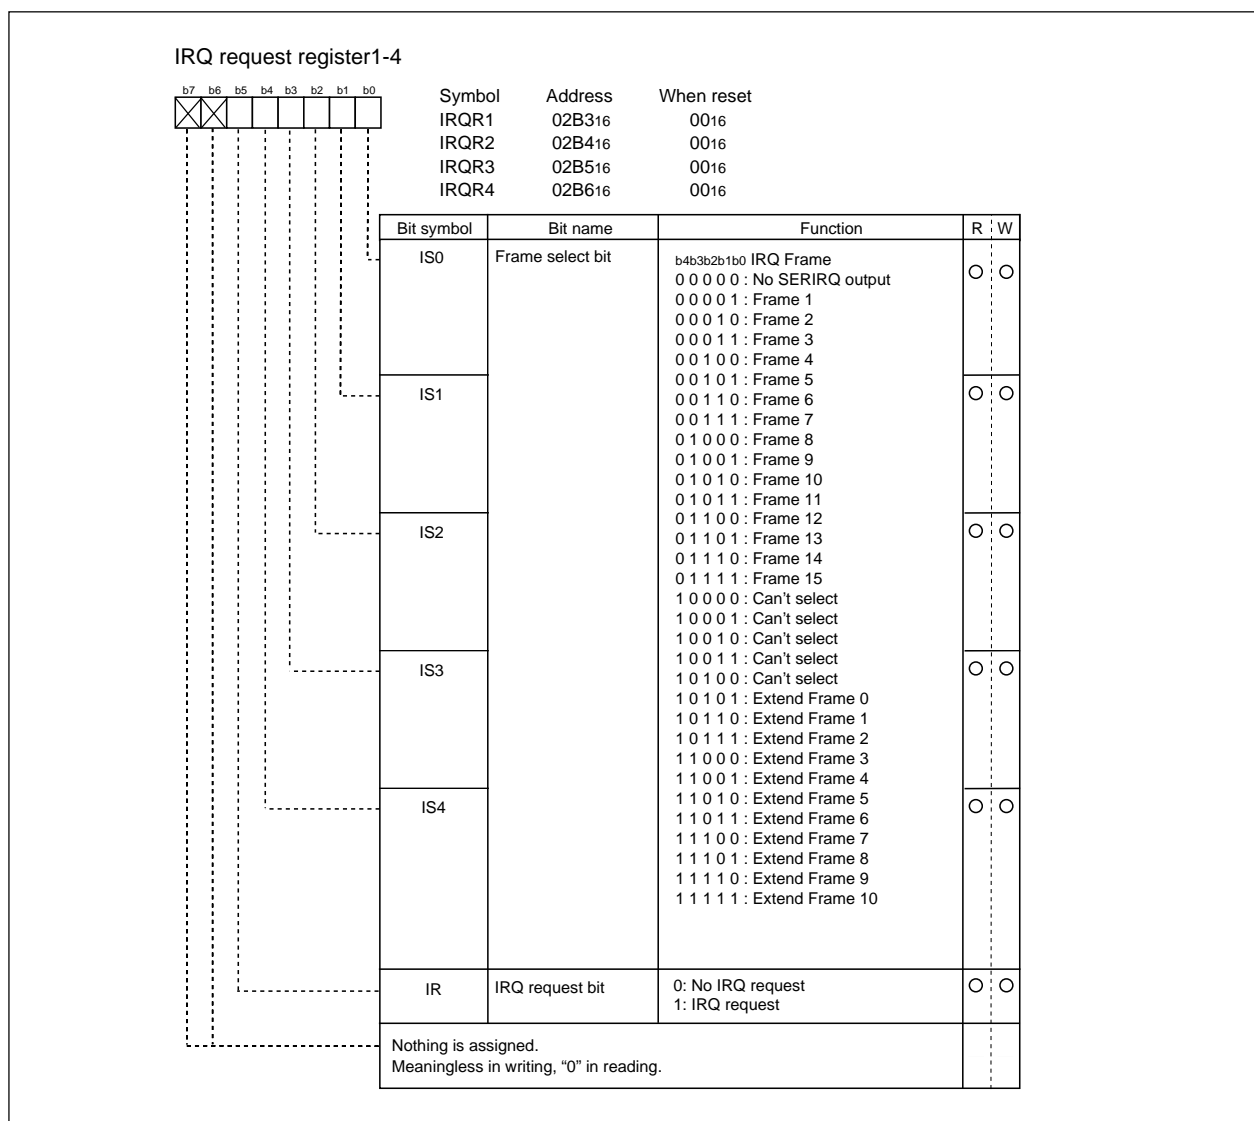 IRQ request register1-4
b7 b6 b5 b4 b3 b2 b1 b0
Symbol Address When reset
IRQR1 02B316 0016
IRQR2 02B416 0016
IRQR3 02B516 0016
IRQR4 02B616 0016
Bit symbol Bit name Function R W
IS0 Frame select bit b4b3b2b1b0 IRQ Frame
0 0 0 0 0 : No SERIRQ output
0 0 0 0 1 : Frame 1
0 0 0 1 0 : Frame 2
0 0 0 1 1 : Frame 3
0 0 1 0 0 : Frame 4
0 0 1 0 1 : Frame 5
IS1 0 0 1 1 0 : Frame 6
0 0 1 1 1 : Frame 7
0 1 0 0 0 : Frame 8
0 1 0 0 1 : Frame 9
0 1 0 1 0 : Frame 10
0 1 0 1 1 : Frame 11
0 1 1 0 0 : Frame 12
IS2 0 1 1 0 1 : Frame 13
0 1 1 1 0 : Frame 14
0 1 1 1 1 : Frame 15
1 0 0 0 0 : Can’t select
1 0 0 0 1 : Can’t select
1 0 0 1 0 : Can’t select
1 0 0 1 1 : Can’t select
IS3 1 0 1 0 0 : Can’t select
1 0 1 0 1 : Extend Frame 0
1 0 1 1 0 : Extend Frame 1
1 0 1 1 1 : Extend Frame 2
1 1 0 0 0 : Extend Frame 3
1 1 0 0 1 : Extend Frame 4
IS4 1 1 0 1 0 : Extend Frame 5
1 1 0 1 1 : Extend Frame 6
1 1 1 0 0 : Extend Frame 7
1 1 1 0 1 : Extend Frame 8
1 1 1 1 0 : Extend Frame 9
1 1 1 1 1 : Extend Frame 10
IR IRQ request bit 0: No IRQ request
1: IRQ request
Nothing is assigned.
Meaningless in writing, “0” in reading.